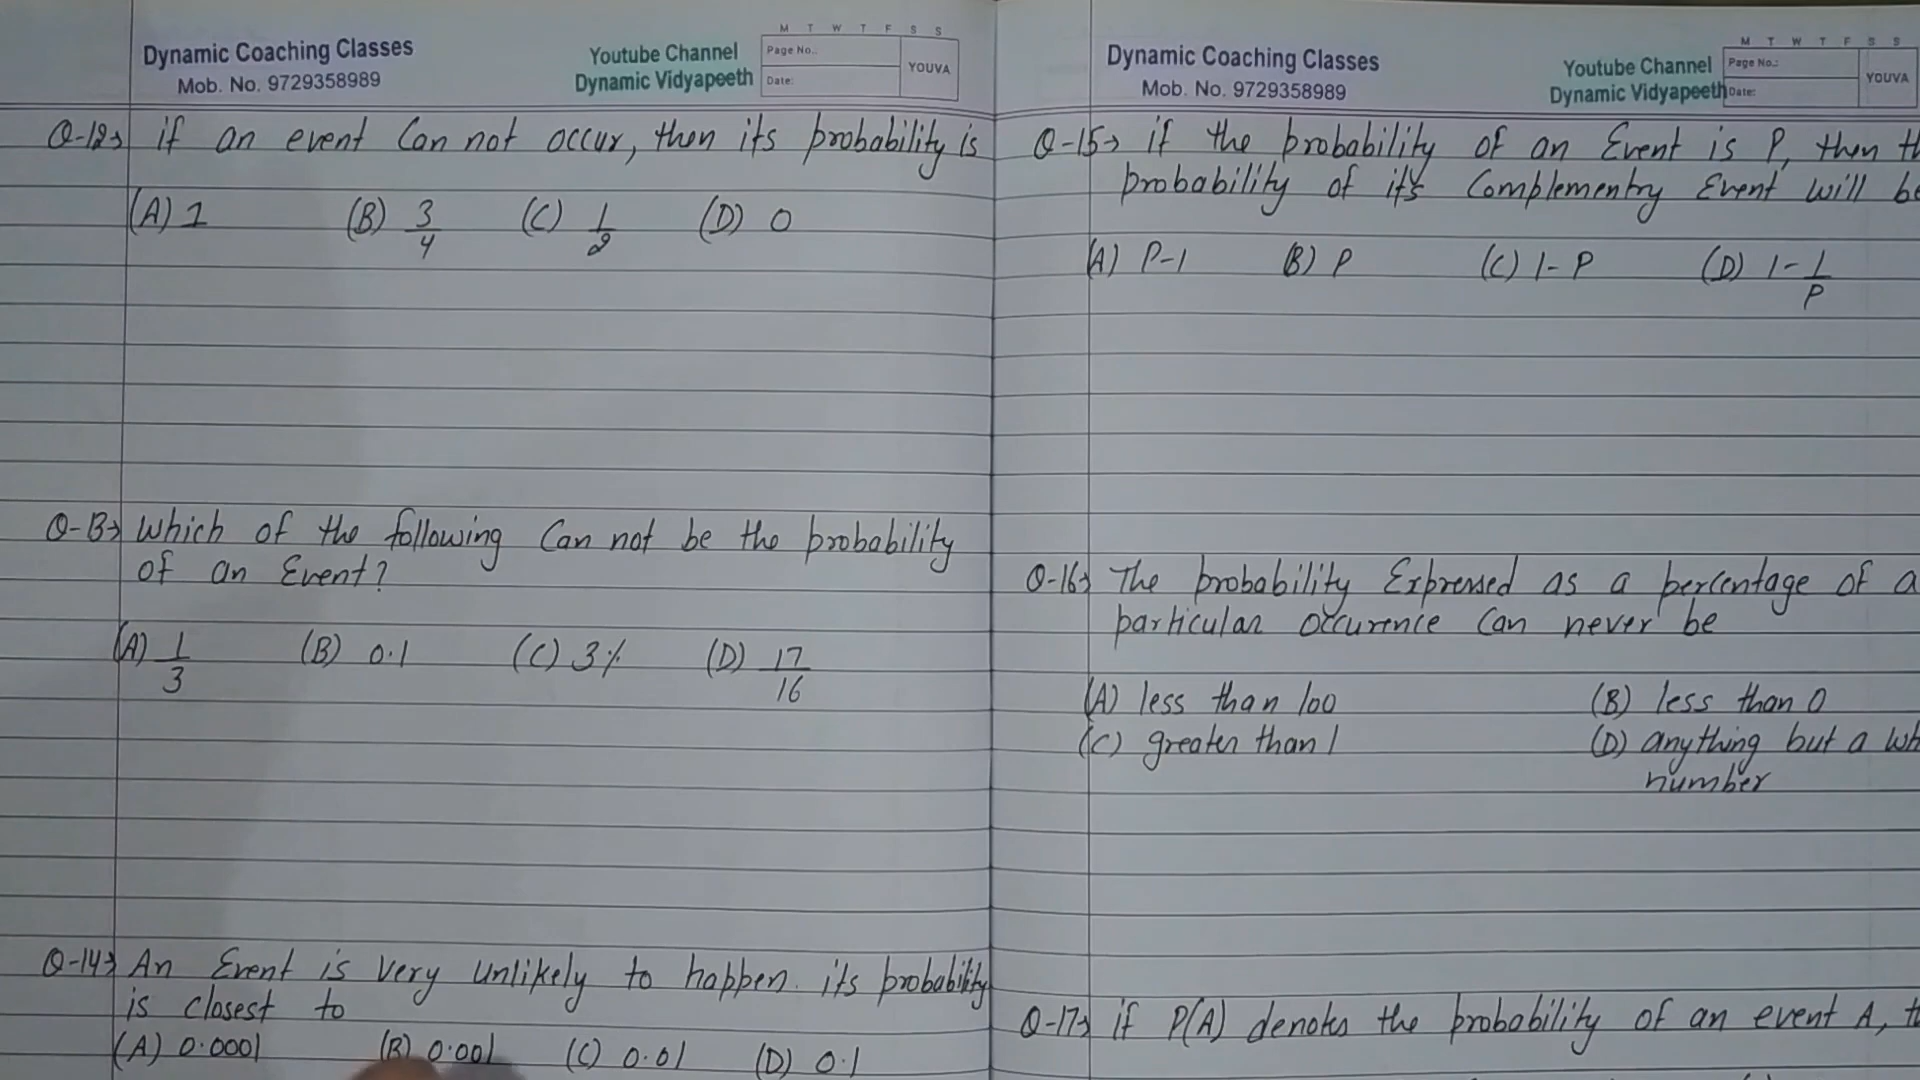 Dynamic Coaching Classes
Mob. No. 9729358989
Youtube Channel
Dynamic Vidyapeeth
M T W T F S S
Page No.:
Date:
YOUVA
Q-12→ if an event Can not occur, then its probability is
(A) 1 (B) 3/4 (C) 1/2 (D) 0
Q-13→ Which of the following Can not be the probability
of an Event?
(A) 1/3 (B) 0.1 (C) 3% (D) 17/16
Q-14→ An Event is very unlikely to happen. its probability
is closest to
(A) 0.0001 (B) 0.001 (C) 0.01 (D) 0.1
Dynamic Coaching Classes
Mob. No. 9729358989
Youtube Channel
Dynamic Vidyapeeth
M T W T F S S
Page No.:
Date:
YOUVA
Q-15→ if the probability of an Event is P, then th
probability of it's Complementry Event will be
(A) P-1 (B) P (C) 1-P (D) 1-1/P
Q-16→ The probability Expressed as a percentage of a
particular occurence Can never be
(A) less than 100 (B) less than 0
(C) greater than 1 (D) anything but a wh
number
Q-17→ if P(A) denotes the probability of an event A, t